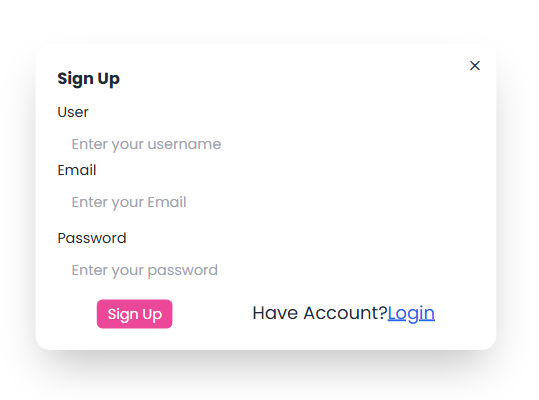 ×
Sign Up
User
Enter your username
Email
Enter your Email
Password
Enter your password
Sign Up
Have Account?Login